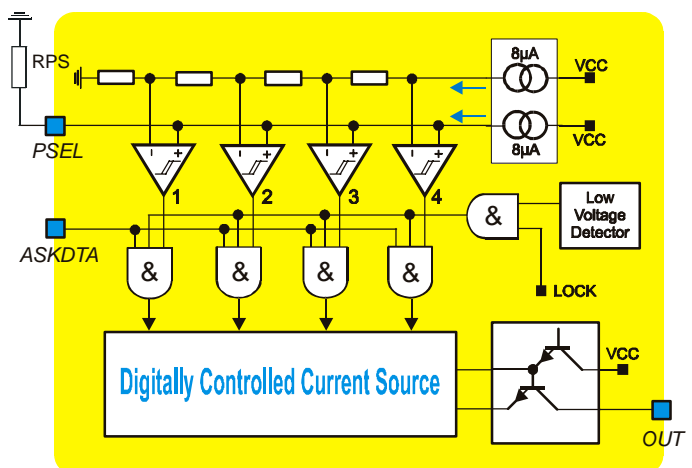 RPS
8µA
VCC
PSEL
8µA
VCC
- +
- +
- +
- +
1
2
3
4
&
Low
Voltage
Detector
ASKDTA
&
&
&
&
LOCK
Digitally Controlled Current Source
VCC
OUT